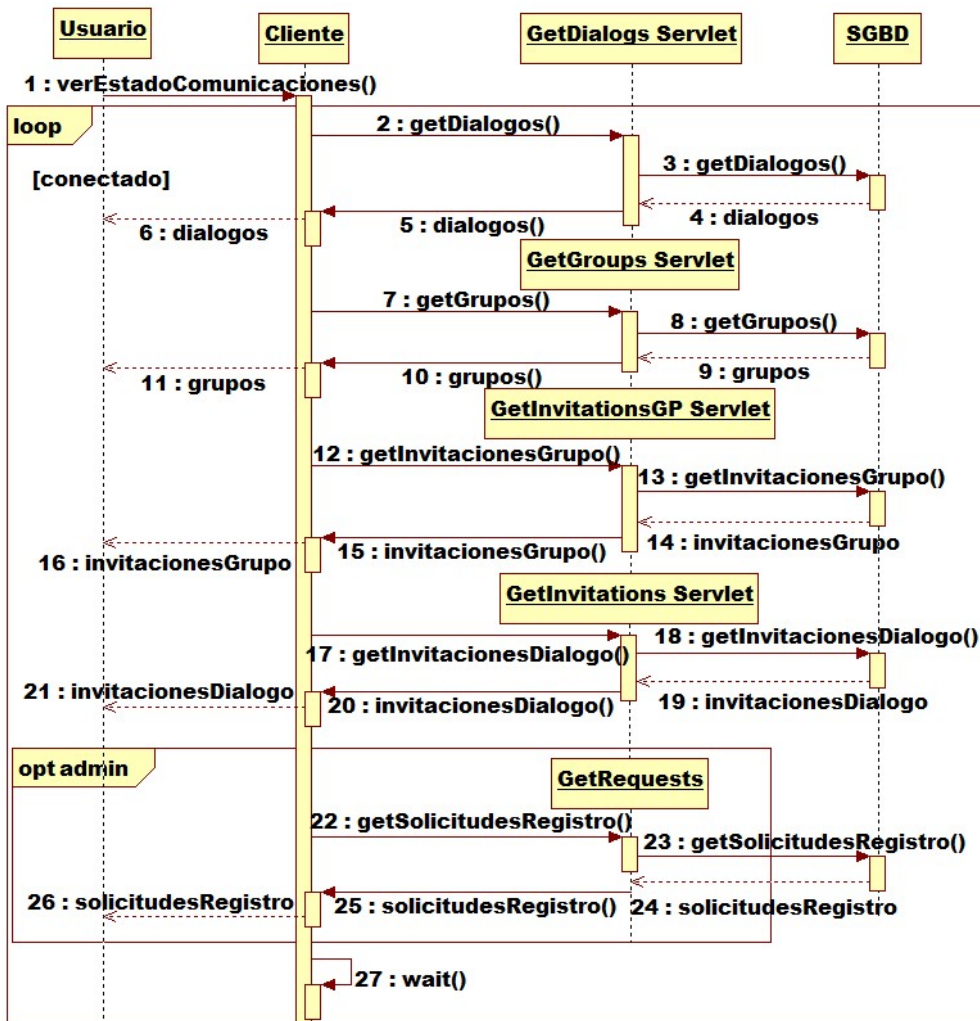 Usuario
Cliente
GetDialogs Servlet
SGBD
1 : verEstadoComunicaciones()
loop
2 : getDialogos()
[conectado]
3 : getDialogos()
4 : dialogos
5 : dialogos()
6 : dialogos
GetGroups Servlet
7 : getGrupos()
8 : getGrupos()
9 : grupos
10 : grupos()
11 : grupos
GetInvitationsGP Servlet
12 : getInvitacionesGrupo()
13 : getInvitacionesGrupo()
14 : invitacionesGrupo
15 : invitacionesGrupo()
16 : invitacionesGrupo
GetInvitations Servlet
17 : getInvitacionesDialogo()
18 : getInvitacionesDialogo()
19 : invitacionesDialogo
20 : invitacionesDialogo()
21 : invitacionesDialogo
opt admin
GetRequests
22 : getSolicitudesRegistro()
23 : getSolicitudesRegistro()
24 : solicitudesRegistro
25 : solicitudesRegistro()
26 : solicitudesRegistro
27 : wait()